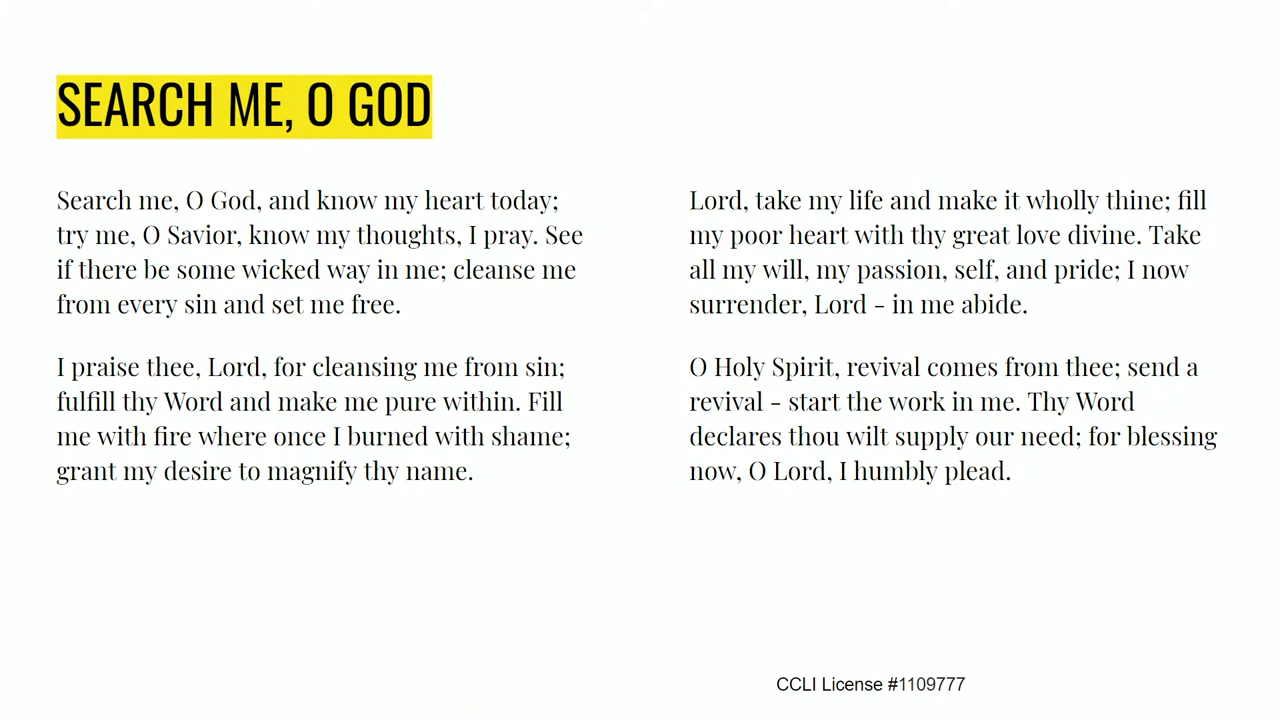 SEARCH ME, O GOD
Search me, O God, and know my heart today;
try me, O Savior, know my thoughts, I pray. See
if there be some wicked way in me; cleanse me
from every sin and set me free.
I praise thee, Lord, for cleansing me from sin;
fulfill thy Word and make me pure within. Fill
me with fire where once I burned with shame;
grant my desire to magnify thy name.
Lord, take my life and make it wholly thine; fill
my poor heart with thy great love divine. Take
all my will, my passion, self, and pride; I now
surrender, Lord - in me abide.
O Holy Spirit, revival comes from thee; send a
revival - start the work in me. Thy Word
declares thou wilt supply our need; for blessing
now, O Lord, I humbly plead.
CCLI License #1109777